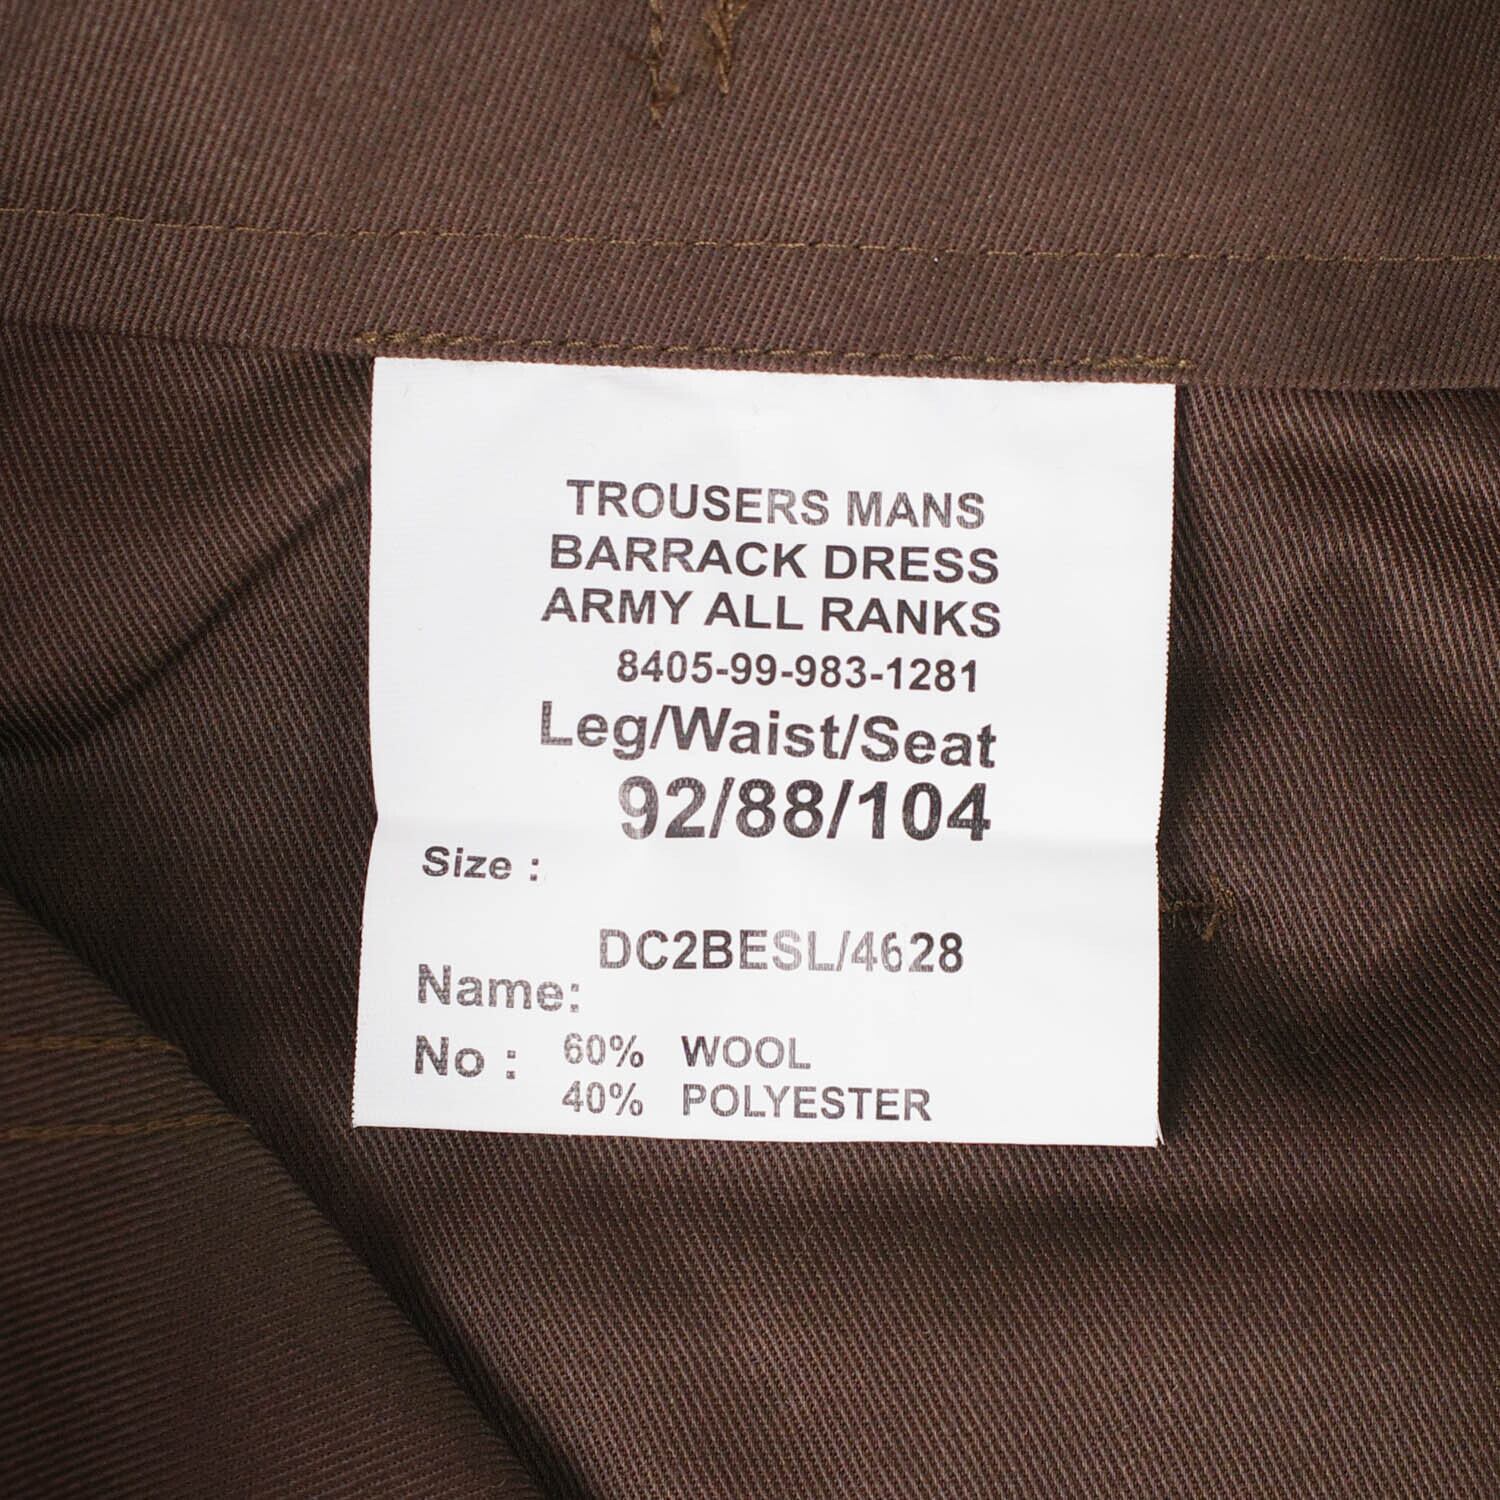 TROUSERS MANS
BARRACK DRESS
ARMY ALL RANKS
8405-99-983-1281
Leg/Waist/Seat
92/88/104
Size :
DC2BESL/4628
Name:
No : 60% WOOL
40% POLYESTER